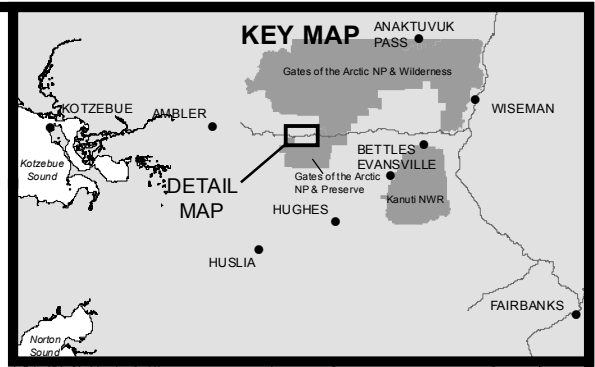 KEY MAP
ANAKTUVUK
PASS
Gates of the Arctic NP & Wilderness
WISEMAN
KOTZEBUE
AMBLER
Kotzebue
Sound
BETTLES
EVANSVILLE
Gates of the Arctic
NP & Preserve
DETAIL
MAP
Kanuti NWR
HUGHES
HUSLIA
FAIRBANKS
Norton
Sound